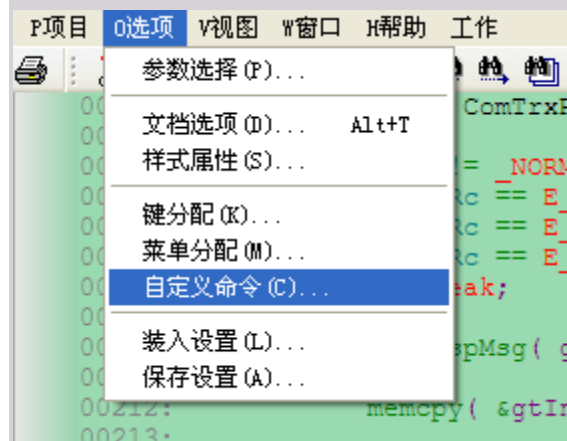 P项目 O选项 V视图 W窗口 H帮助 工作
参数选择(P)...
文档选项(D)... Alt+T
样式属性(S)...
键分配(K)...
菜单分配(M)...
自定义命令(C)...
装入设置(L)...
保存设置(A)...
ComTrxP
!= _NORM
Rc == E_
Rc == E_
Rc == E_
eak;
spMsg( g
00212: memcpy( &gtIn
00213: